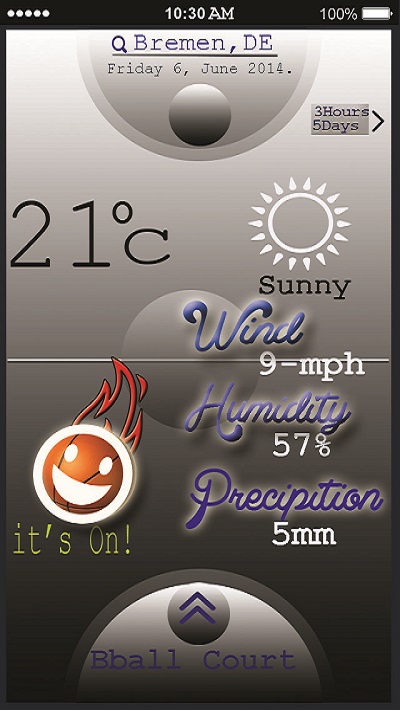 10:30 AM 100%
Bremen,DE
Friday 6, June 2014.
3Hours
5Days
21°c
Sunny
Wind
9-mph
Humidity
57%
Precipition
5mm
it's On!
Bball Court